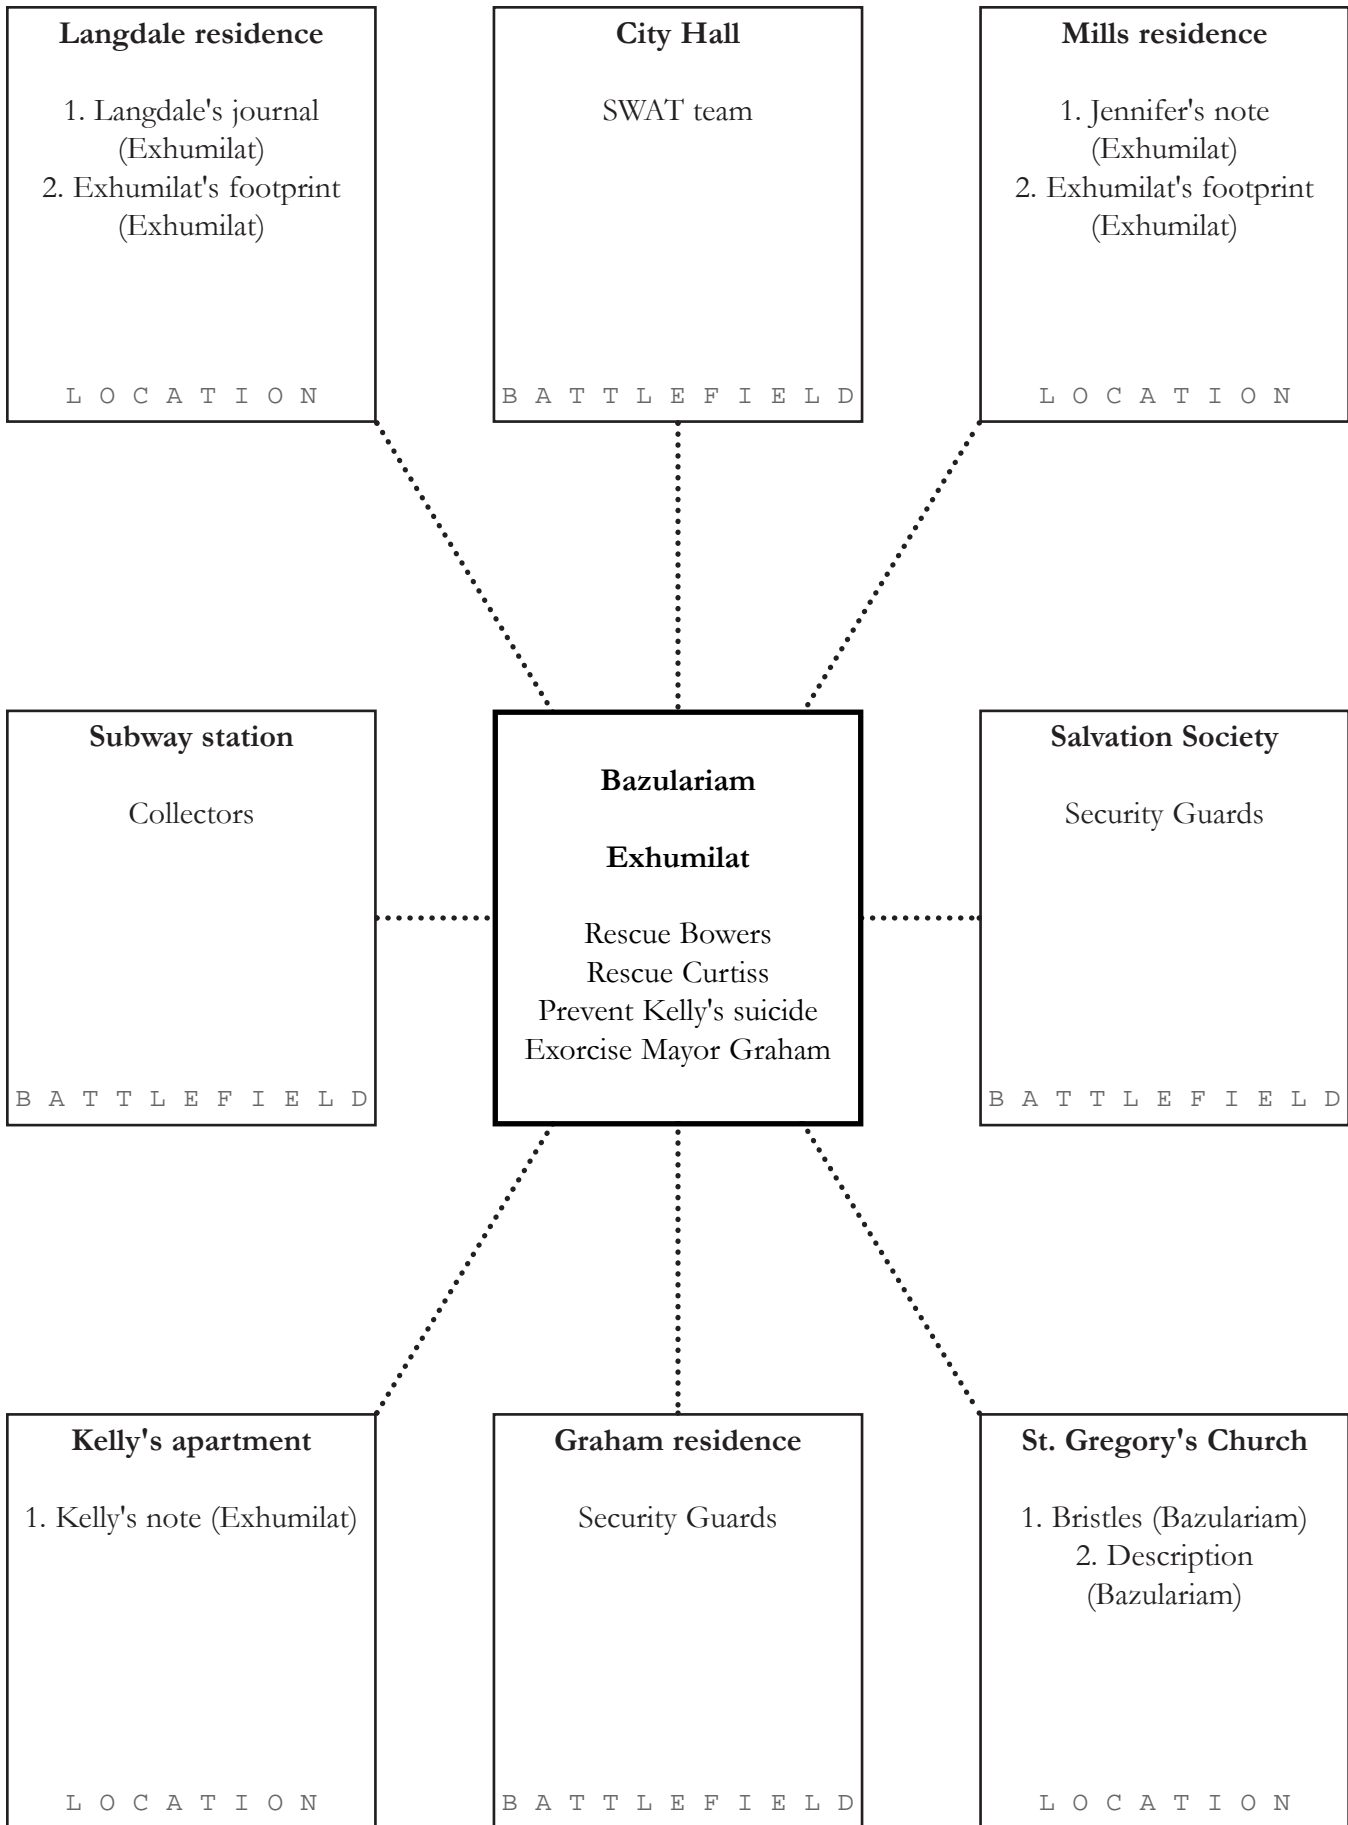 Langdale residence
1. Langdale's journal
(Exhumilat)
2. Exhumilat's footprint
(Exhumilat)
LOCATION
City Hall
SWAT team
BATTLEFIELD
Mills residence
1. Jennifer's note
(Exhumilat)
2. Exhumilat's footprint
(Exhumilat)
LOCATION
Subway station
Collectors
BATTLEFIELD
Bazulariam
Exhumilat
Rescue Bowers
Rescue Curtiss
Prevent Kelly's suicide
Exorcise Mayor Graham
Salvation Society
Security Guards
BATTLEFIELD
Kelly's apartment
1. Kelly's note (Exhumilat)
LOCATION
Graham residence
Security Guards
BATTLEFIELD
St. Gregory's Church
1. Bristles (Bazulariam)
2. Description
(Bazulariam)
LOCATION